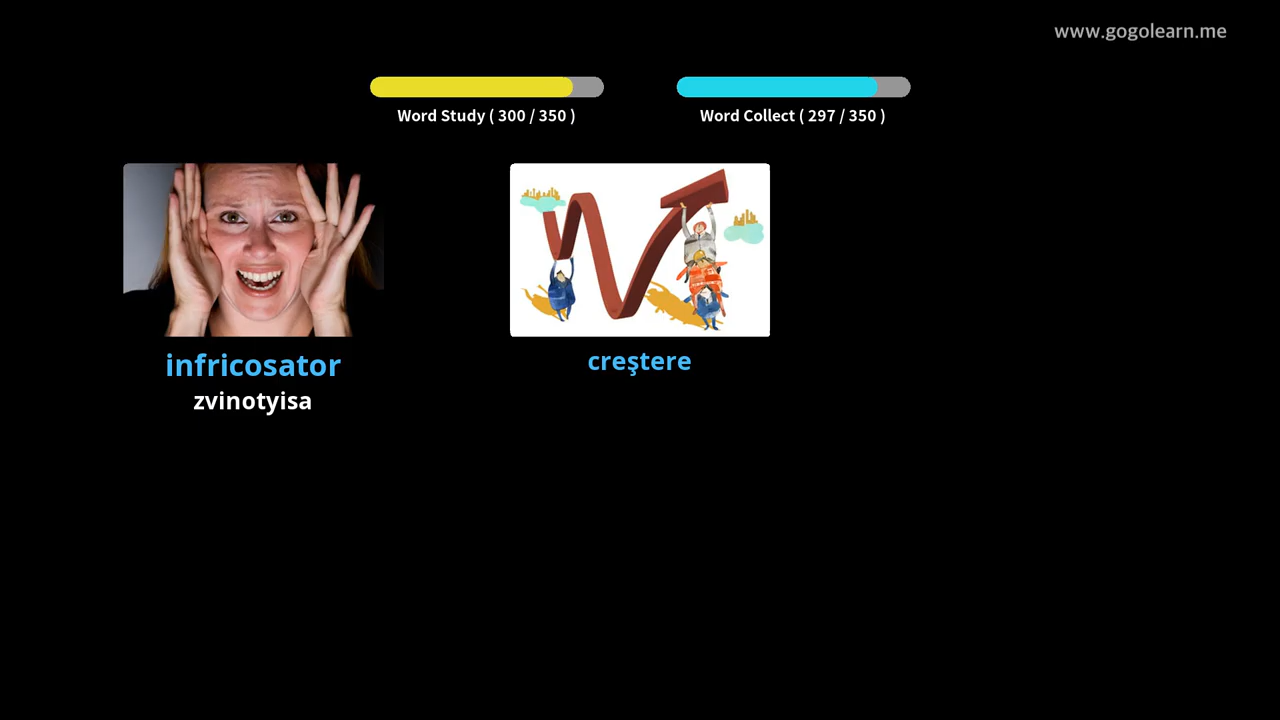 www.gogolearn.me
Word Study ( 300 / 350 )
Word Collect ( 297 / 350 )
infricosator
zvinotyisa
creştere